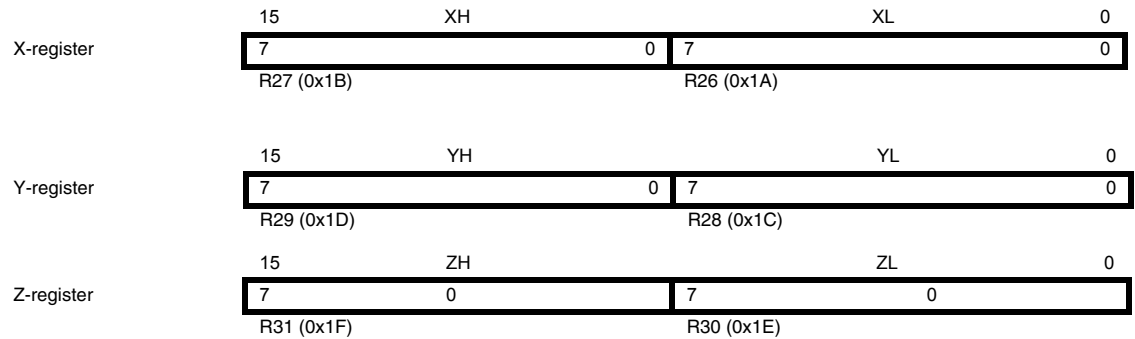 15 XH XL 0
X-register 7 0 7 0
R27 (0x1B) R26 (0x1A)
15 YH YL 0
Y-register 7 0 7 0
R29 (0x1D) R28 (0x1C)
15 ZH ZL 0
Z-register 7 0 7 0
R31 (0x1F) R30 (0x1E)